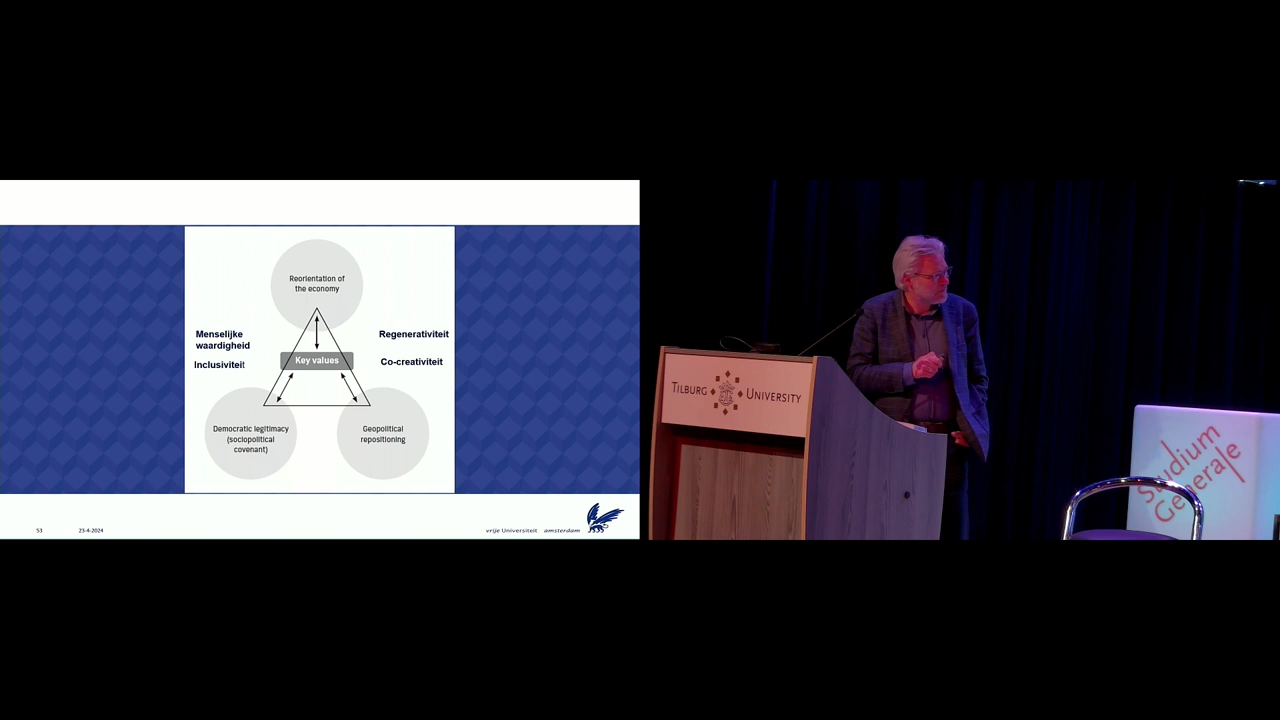 Reorientation of
the economy
Menselijke
waardigheid
Inclusiviteit
Regenerativiteit
Co-creativiteit
Key values
Democratic legitimacy
(sociopolitical
covenant)
Geopolitical
repositioning
53
23-4-2024
vrije Universiteit amsterdam
TILBURG UNIVERSITY
Studium
Generale